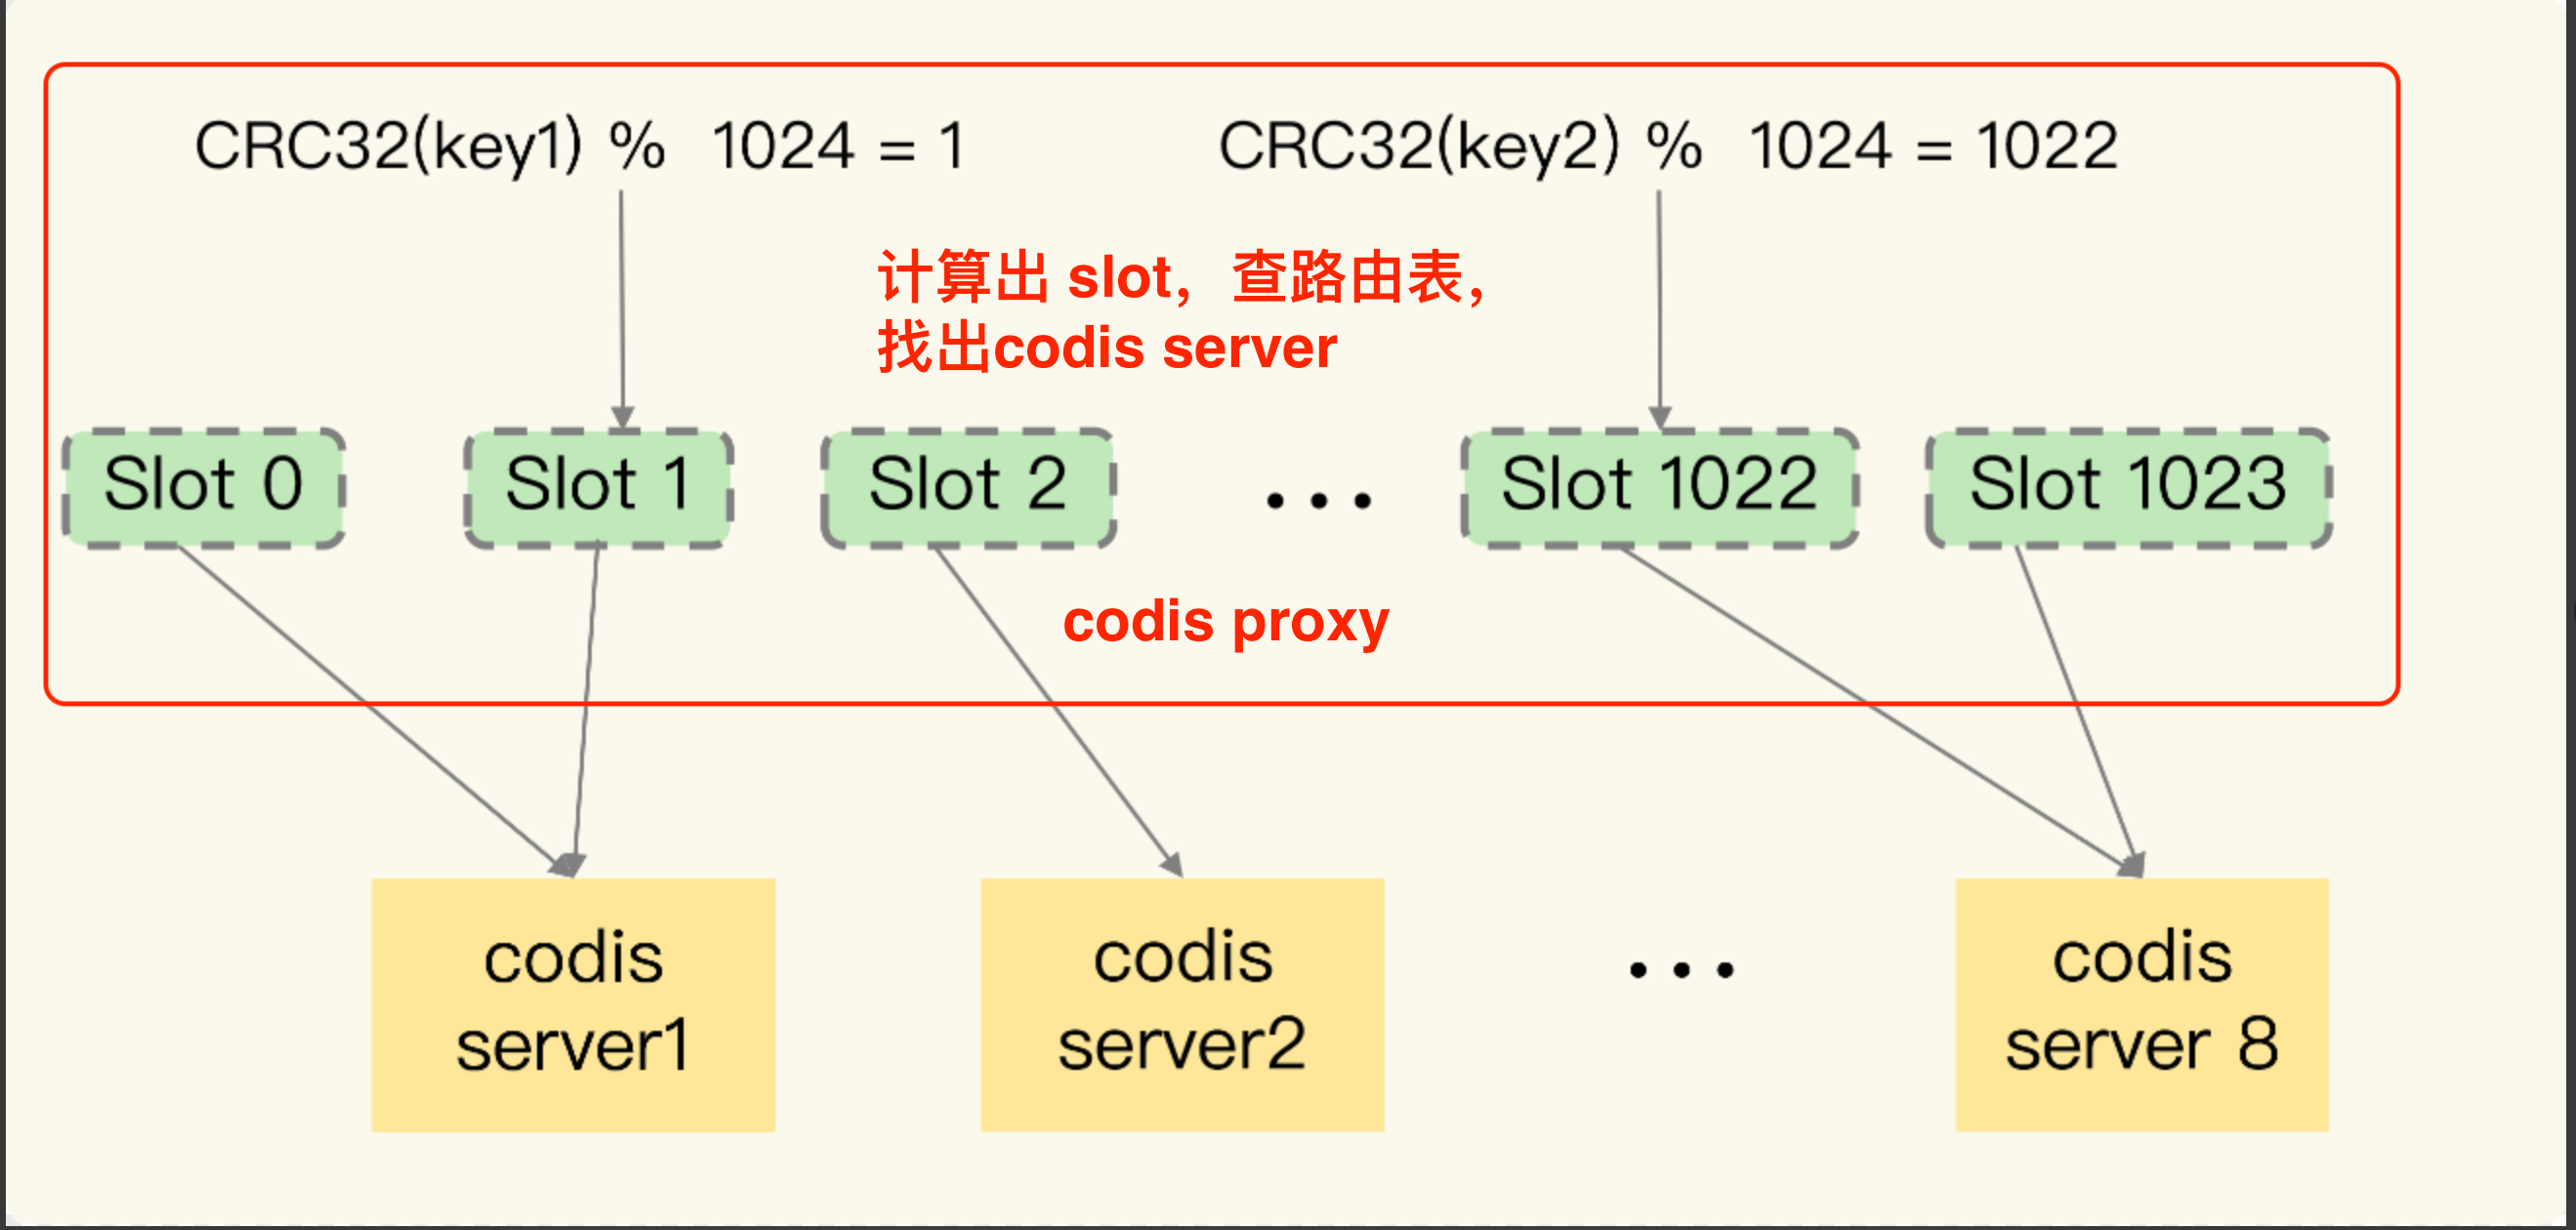 CRC32(key1) % 1024 = 1
CRC32(key2) % 1024 = 1022
计算出 slot，查路由表，
找出codis server
Slot 0
Slot 1
Slot 2
...
Slot 1022
Slot 1023
codis proxy
codis
server1
codis
server2
...
codis
server 8